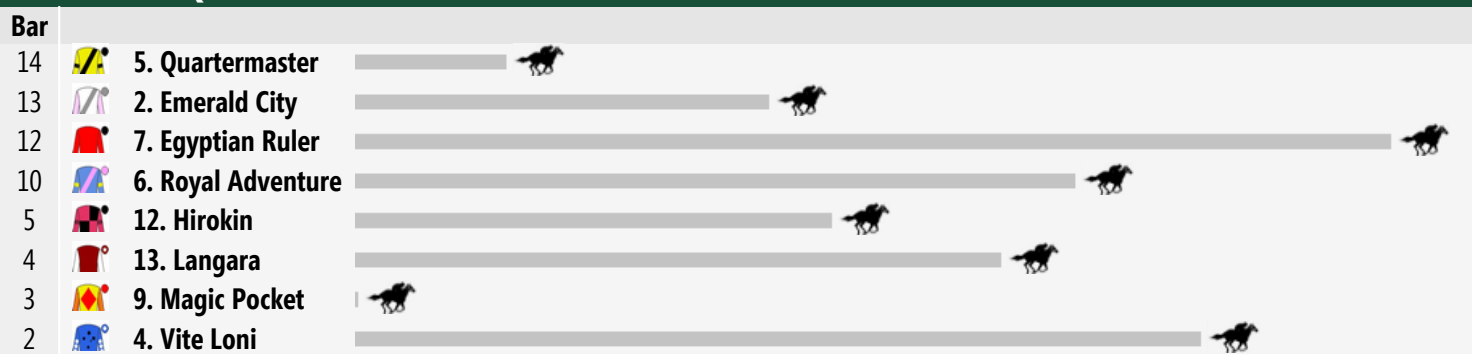 Bar
14 5. Quartermaster
13 2. Emerald City
12 7. Egyptian Ruler
10 6. Royal Adventure
5 12. Hirokin
4 13. Langara
3 9. Magic Pocket
2 4. Vite Loni